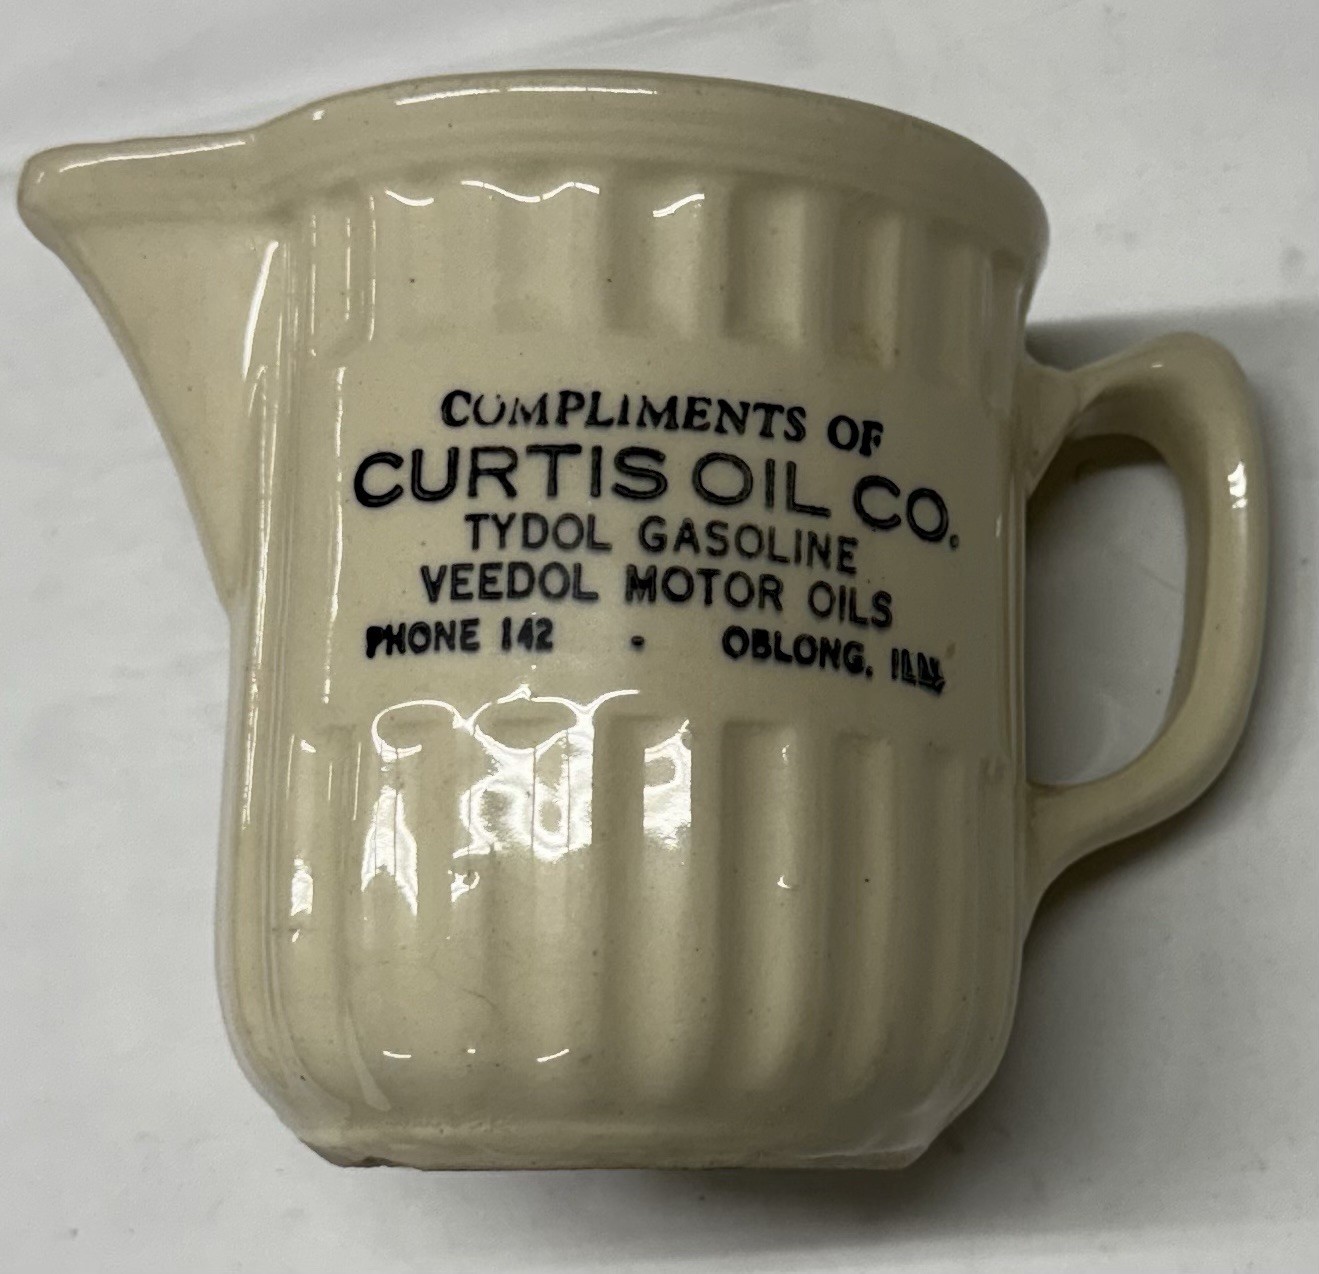 COMPLIMENTS OF
CURTIS OIL CO.
TYDOL GASOLINE
VEEDOL MOTOR OILS
PHONE 142 - OBLONG, ILL.